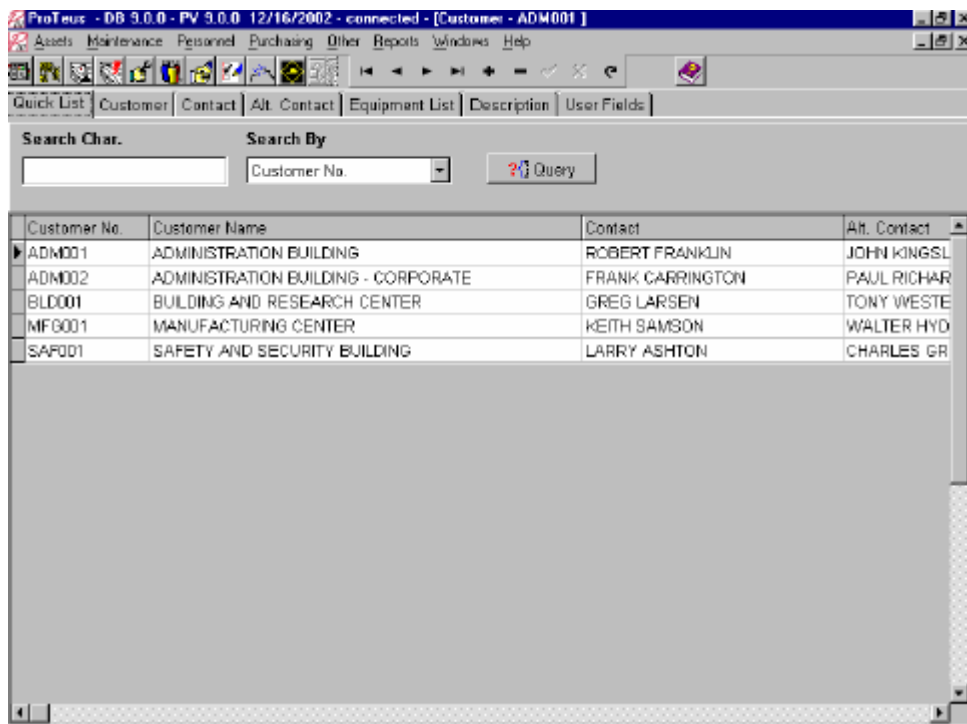 ProTeus - DB 9.0.0 - PV 9.0.0 12/16/2002 - connected - [Customer - ADM001 ]
Assets Maintenance Personnel Purchasing Other Reports Windows Help
Quick List Customer Contact Alt. Contact Equipment List Description User Fields
Search Char. Search By
Customer No. Query
Customer No. Customer Name Contact Alt. Contact
ADM001 ADMINISTRATION BUILDING ROBERT FRANKLIN JOHN KINGSL
ADM002 ADMINISTRATION BUILDING - CORPORATE FRANK CARRINGTON PAUL RICHAR
BLD001 BUILDING AND RESEARCH CENTER GREG LARSEN TONY WESTE
MFG001 MANUFACTURING CENTER KEITH SAMSON WALTER HYD
SAF001 SAFETY AND SECURITY BUILDING LARRY ASHTON CHARLES GR